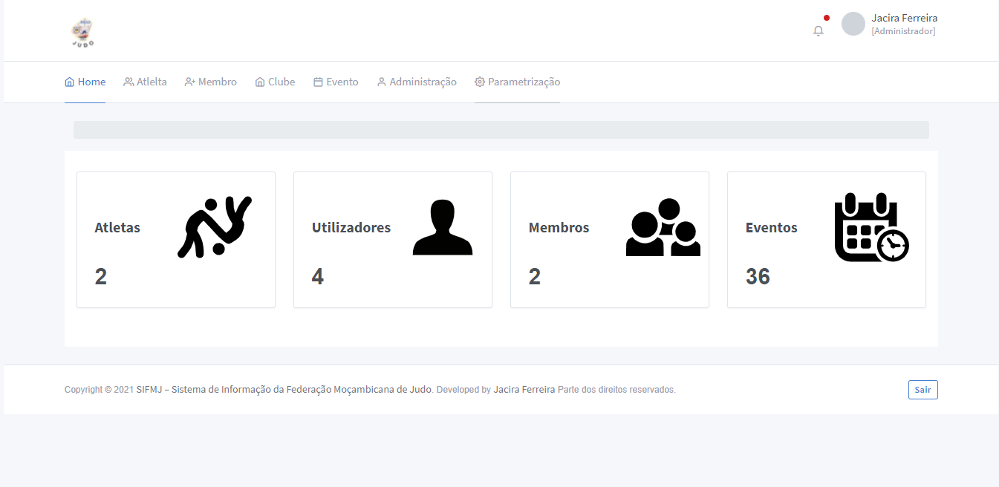 JUDO
Jacira Ferreira
[Administrador]
Home Atlelta Membro Clube Evento Administração Parametrização
Atletas
2
Utilizadores
4
Membros
2
Eventos
36
Copyright © 2021 SIFMJ – Sistema de Informação da Federação Moçambicana de Judo. Developed by Jacira Ferreira Parte dos direitos reservados.
Sair